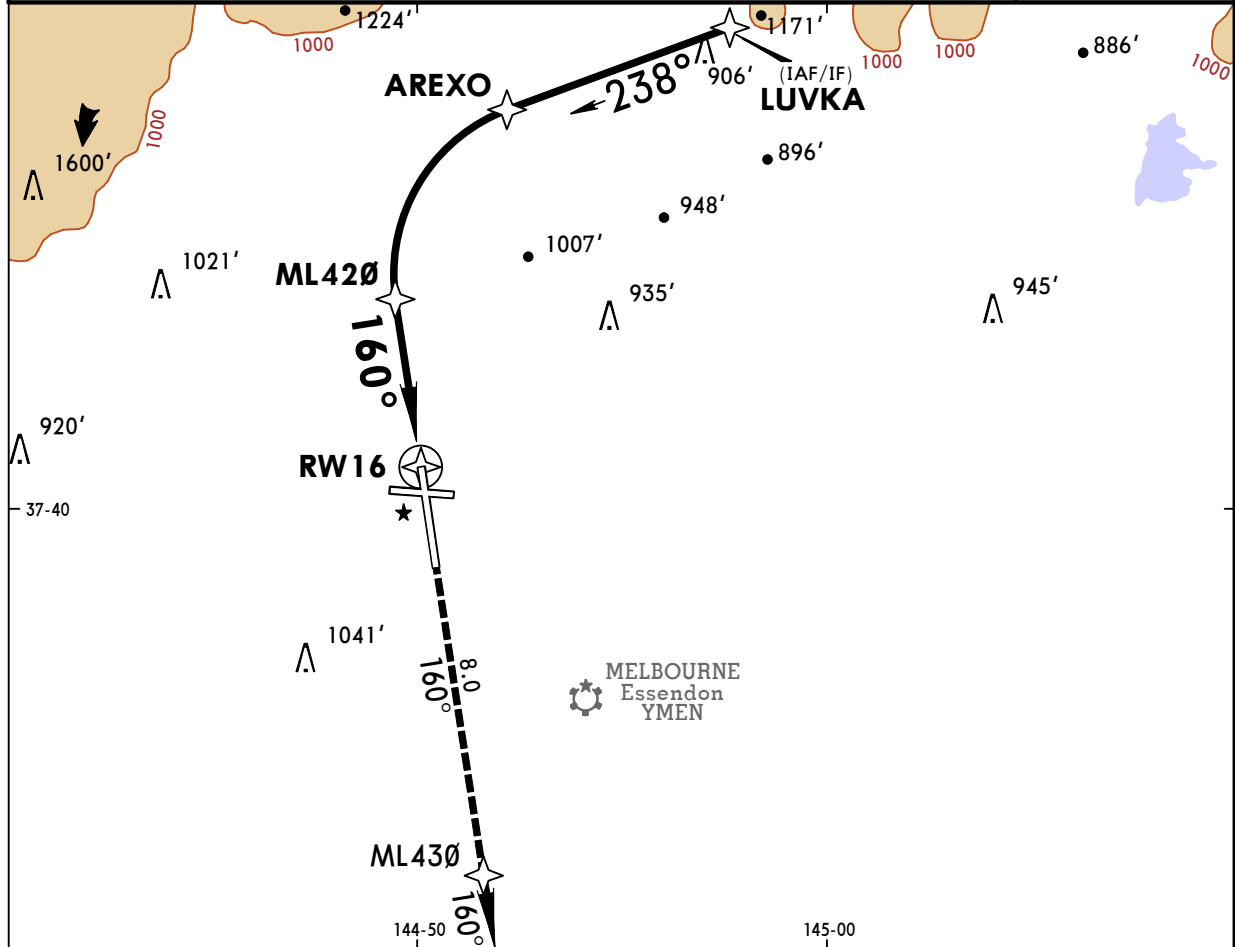 1224′
1000
1171′
1000
1000
886′
1000
AREXO
238°
906′
(IAF/IF)
LUVKA
1000
1600′
896′
948′
1007′
1021′
ML42Ø
935′
945′
160°
920′
RW16
37-40
1041′
8.0
160°
MELBOURNE
Essendon
YMEN
ML43Ø
160°
144-50
145-00